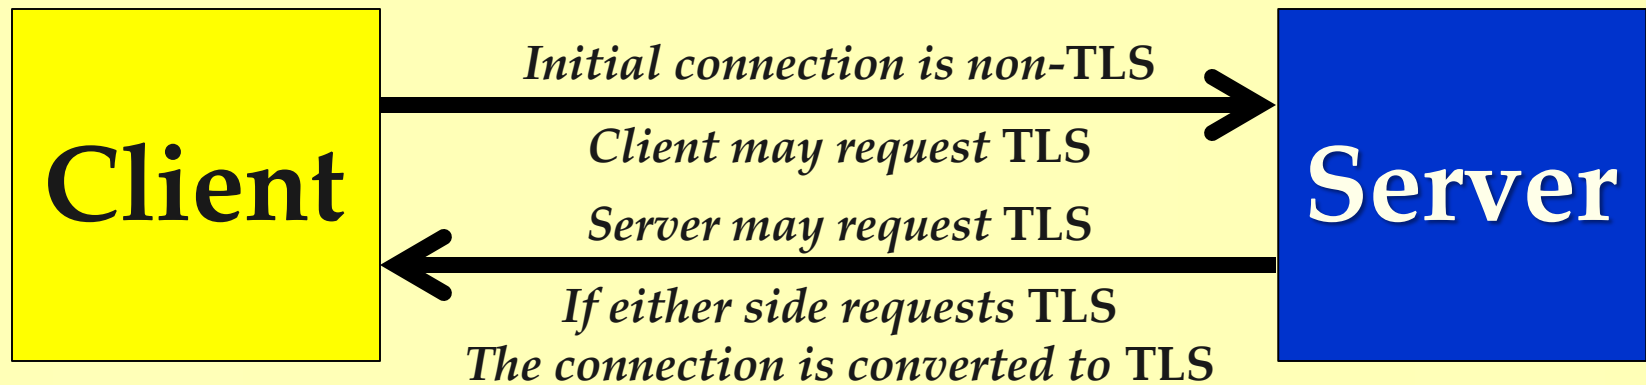 Client
Initial connection is non-TLS
Client may request TLS
Server may request TLS
If either side requests TLS
The connection is converted to TLS
Server